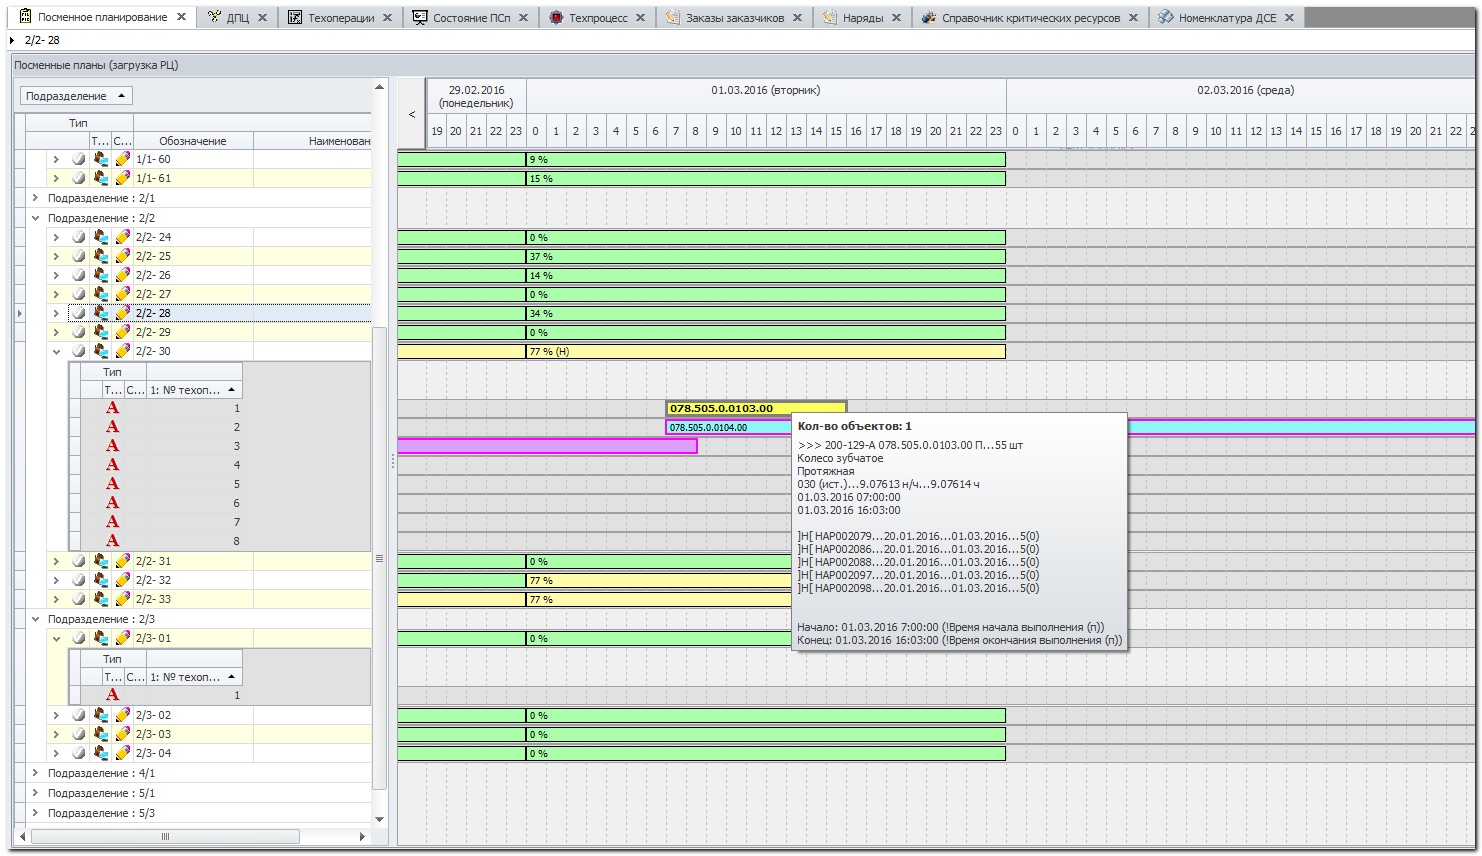 Посменное планирование ДПЦ Техоперации Состояние ПСп Техпроцесс Заказы заказчиков Наряды Справочник критических ресурсов Номенклатура ДСЕ
2/2- 28
Посменные планы (загрузка РЦ)
Подразделение
<
29.02.2016 (понедельник) 01.03.2016 (вторник) 02.03.2016 (среда)
19 20 21 22 23 0 1 2 3 4 5 6 7 8 9 10 11 12 13 14 15 16 17 18 19 20 21 22 23 0 1 2 3 4 5 6 7 8 9 10 11 12 13 14 15 16 17 18 19 20 21 22
Тип
Т... С... Обозначение Наименован
1/1- 60 9 %
1/1- 61 15 %
Подразделение : 2/1
Подразделение : 2/2
2/2- 24 0 %
2/2- 25 37 %
2/2- 26 14 %
2/2- 27 0 %
2/2- 28 34 %
2/2- 29 0 %
2/2- 30 77 % (Н)
Тип
Т... С... 1: № техоп...
А 1 078.505.0.0103.00
А 2 078.505.0.0104.00
А 3
А 4
А 5
А 6
А 7
А 8
Кол-во объектов: 1
>>> 200-129-А 078.505.0.0103.00 П...55 шт
Колесо зубчатое
Протяжная
030 (ист.)...9.07613 н/ч...9.07614 ч
01.03.2016 07:00:00
01.03.2016 16:03:00
]Н[ НАР002079...20.01.2016...01.03.2016...5(0)
]Н[ НАР002086...20.01.2016...01.03.2016...5(0)
]Н[ НАР002088...20.01.2016...01.03.2016...5(0)
]Н[ НАР002097...20.01.2016...01.03.2016...5(0)
]Н[ НАР002098...20.01.2016...01.03.2016...5(0)
Начало: 01.03.2016 7:00:00 (!Время начала выполнения (п))
Конец: 01.03.2016 16:03:00 (!Время окончания выполнения (п))
2/2- 31 0 %
2/2- 32 77 %
2/2- 33 77 %
Подразделение : 2/3
2/3- 01 0 %
Тип
Т... С... 1: № техоп...
А 1
2/3- 02 0 %
2/3- 03 0 %
2/3- 04 0 %
Подразделение : 4/1
Подразделение : 5/1
Подразделение : 5/3